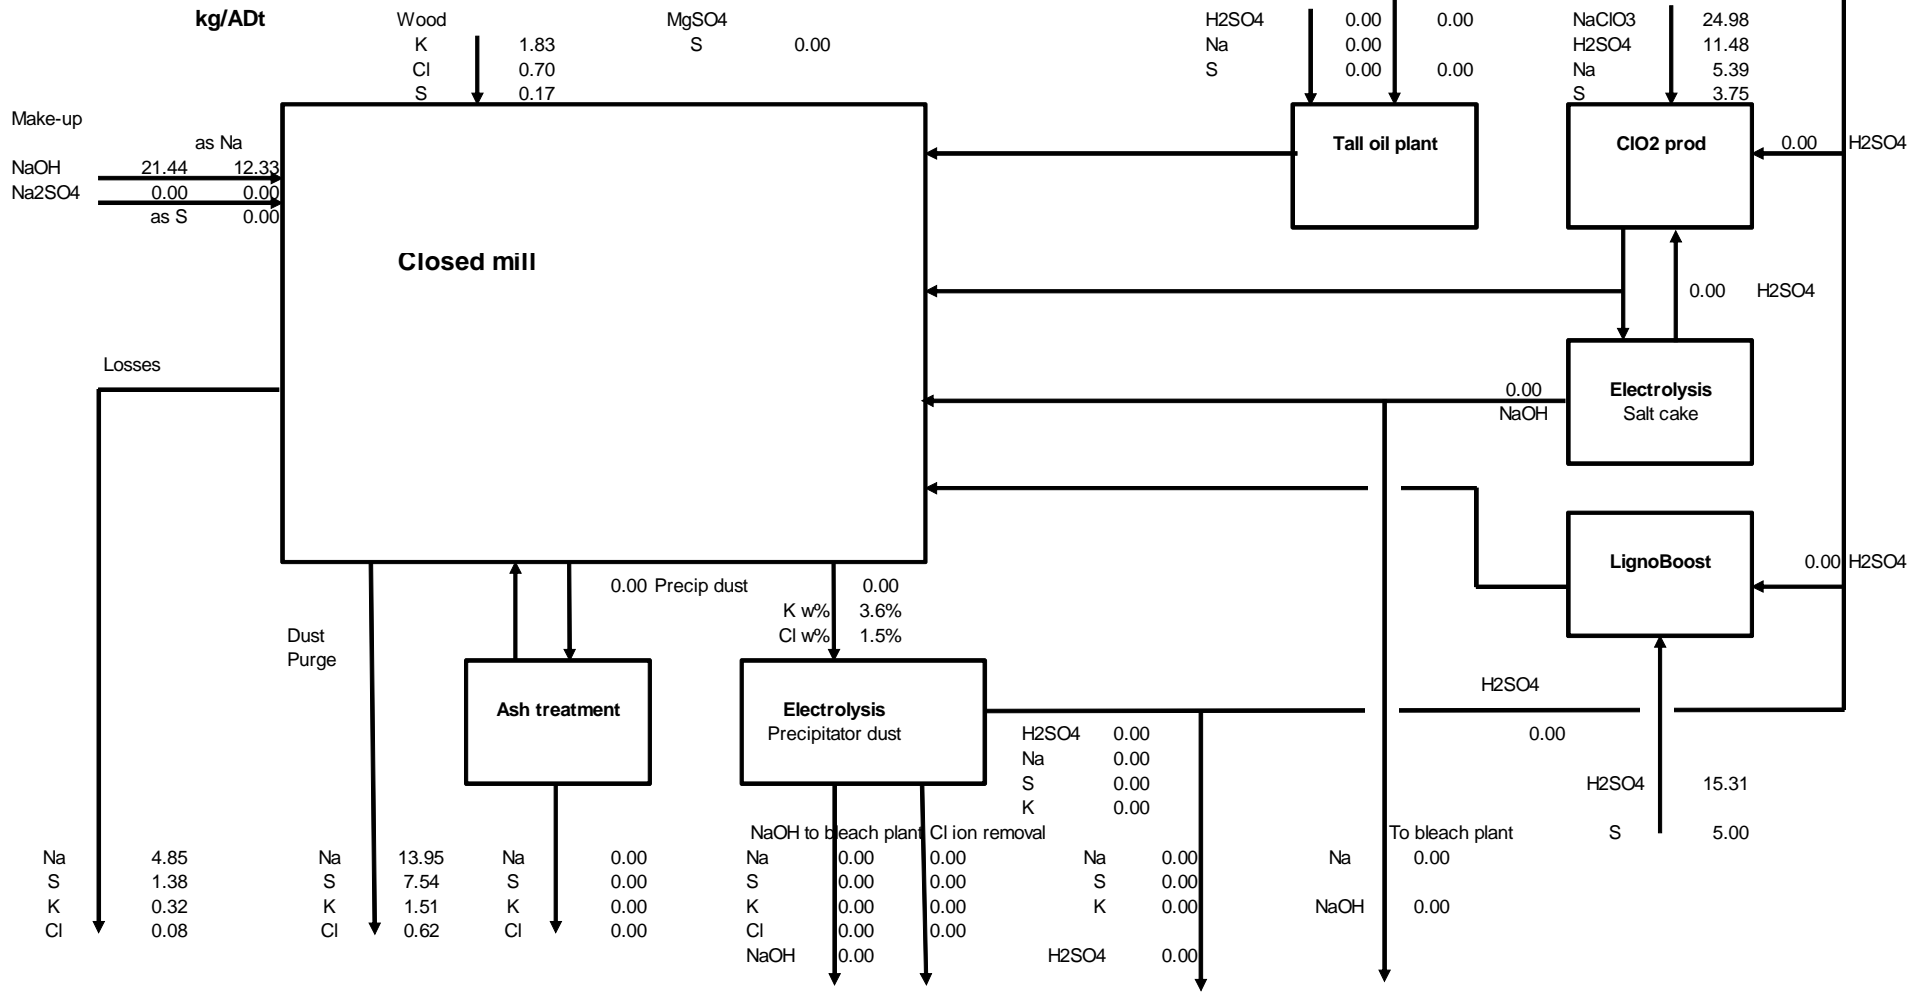 kg/ADt
Wood
MgSO4
K 1.83
S 0.00
Cl 0.70
S 0.17
H2SO4 0.00 0.00
Na 0.00
S 0.00 0.00
NaClO3 24.98
H2SO4 11.48
Na 5.39
S 3.75
Make-up
as Na
NaOH 21.44 12.33
Na2SO4 0.00 0.00
as S 0.00
Closed mill
Tall oil plant
ClO2 prod
0.00 H2SO4
0.00 H2SO4
Losses
0.00
NaOH
Electrolysis
Salt cake
LignoBoost
0.00 H2SO4
0.00 Precip dust 0.00
K w% 3.6%
Cl w% 1.5%
Dust
Purge
Ash treatment
Electrolysis
Precipitator dust
H2SO4
0.00
H2SO4 0.00
Na 0.00
S 0.00
K 0.00
H2SO4 15.31
S 5.00
NaOH to bleach plant
Cl ion removal
To bleach plant
Na 4.85
S 1.38
K 0.32
Cl 0.08
Na 13.95
S 7.54
K 1.51
Cl 0.62
Na 0.00
S 0.00
K 0.00
Cl 0.00
Na 0.00 0.00
S 0.00 0.00
K 0.00 0.00
Cl 0.00 0.00
NaOH 0.00
Na 0.00
S 0.00
K 0.00
H2SO4 0.00
Na 0.00
NaOH 0.00